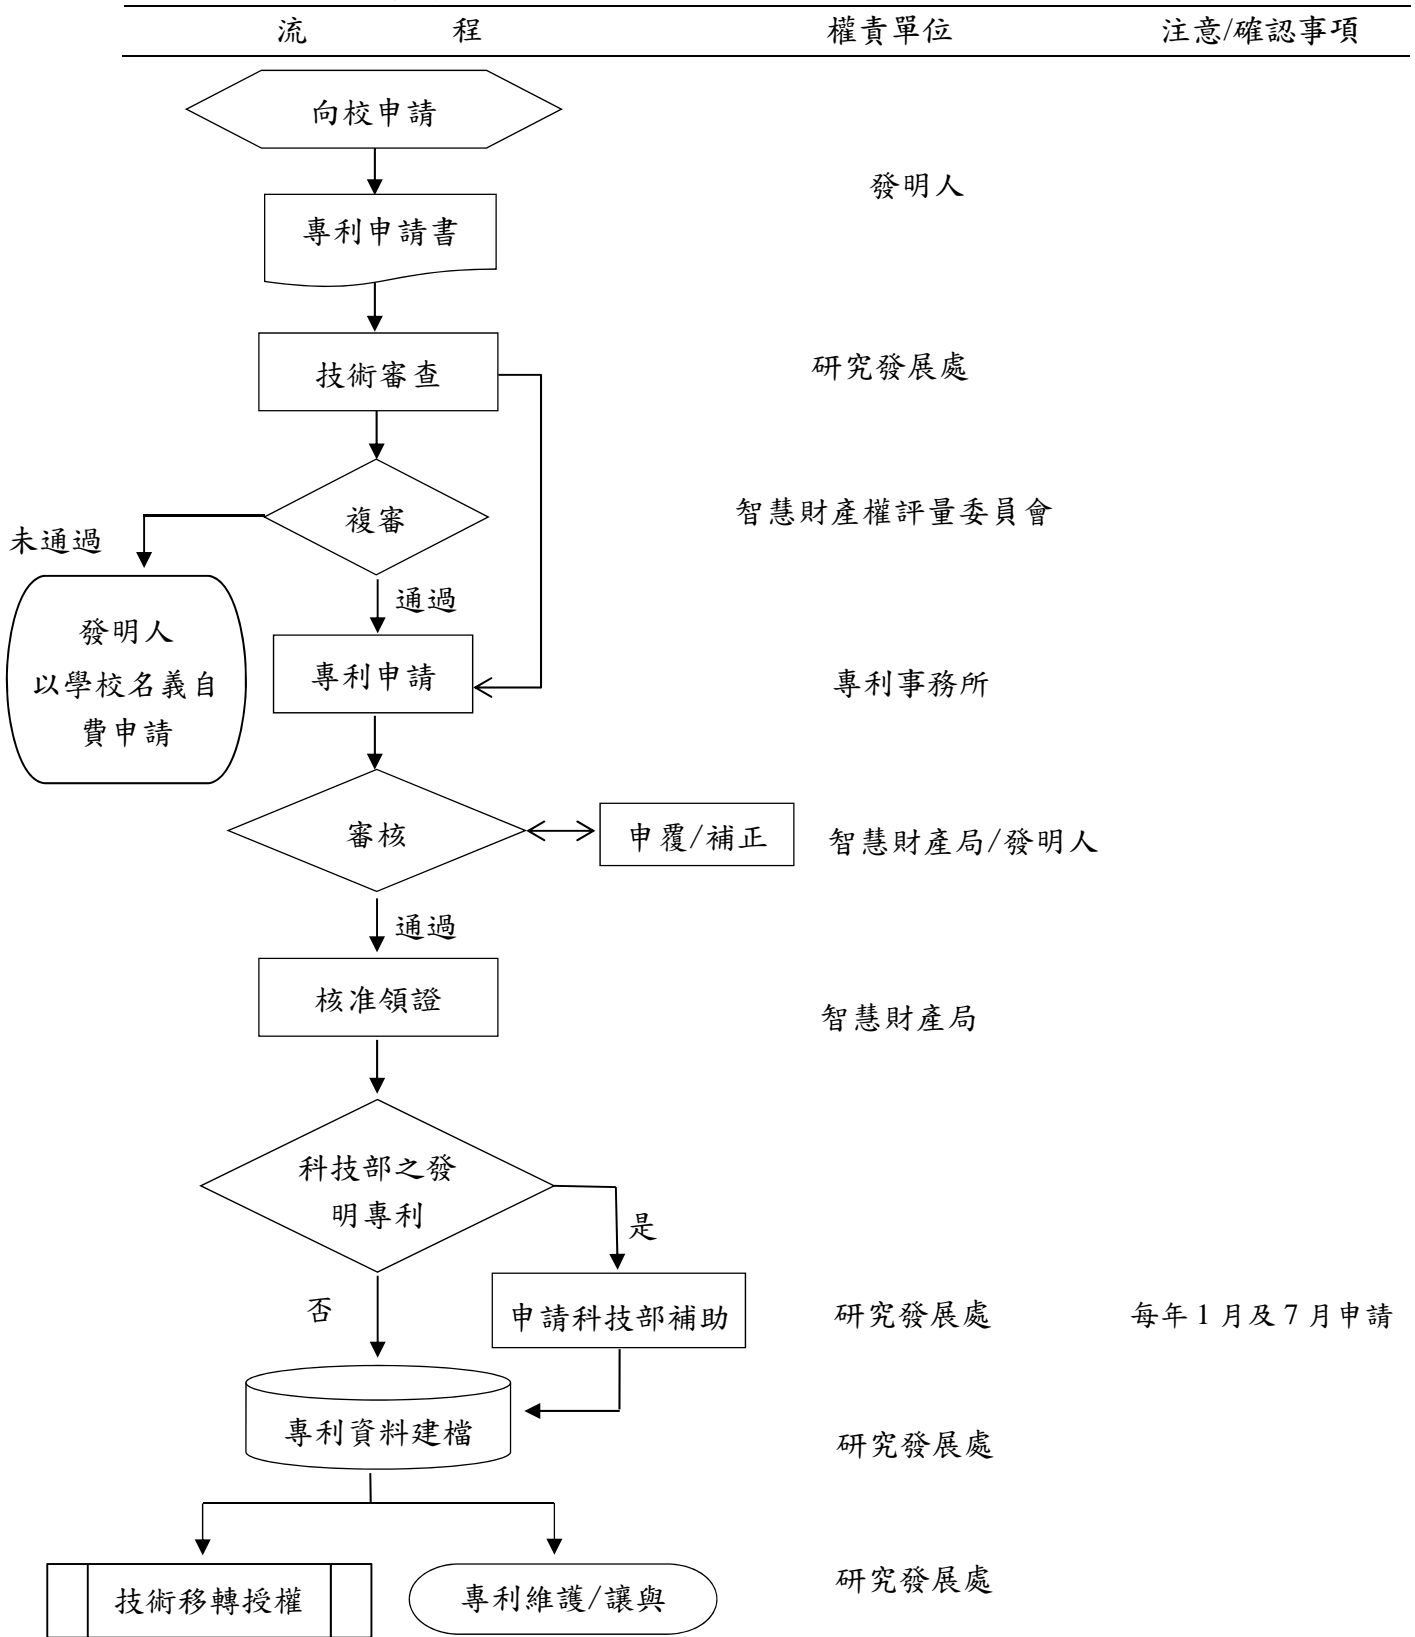 流 程 權責單位 注意/確認事項
向校申請
發明人
專利申請書
技術審查
研究發展處
複審
智慧財產權評量委員會
未通過
通過
發明人
以學校名義自
費申請
專利申請
專利事務所
審核
申覆/補正
智慧財產局/發明人
通過
核准領證
智慧財產局
科技部之發
明專利
是
否
申請科技部補助
研究發展處
每年 1 月及 7 月申請
專利資料建檔
研究發展處
技術移轉授權
專利維護/讓與
研究發展處